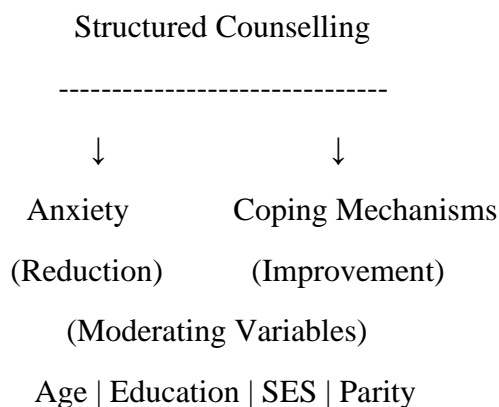 Structured Counselling
-------------------------------
↓ ↓
Anxiety Coping Mechanisms
(Reduction) (Improvement)
(Moderating Variables)
Age | Education | SES | Parity